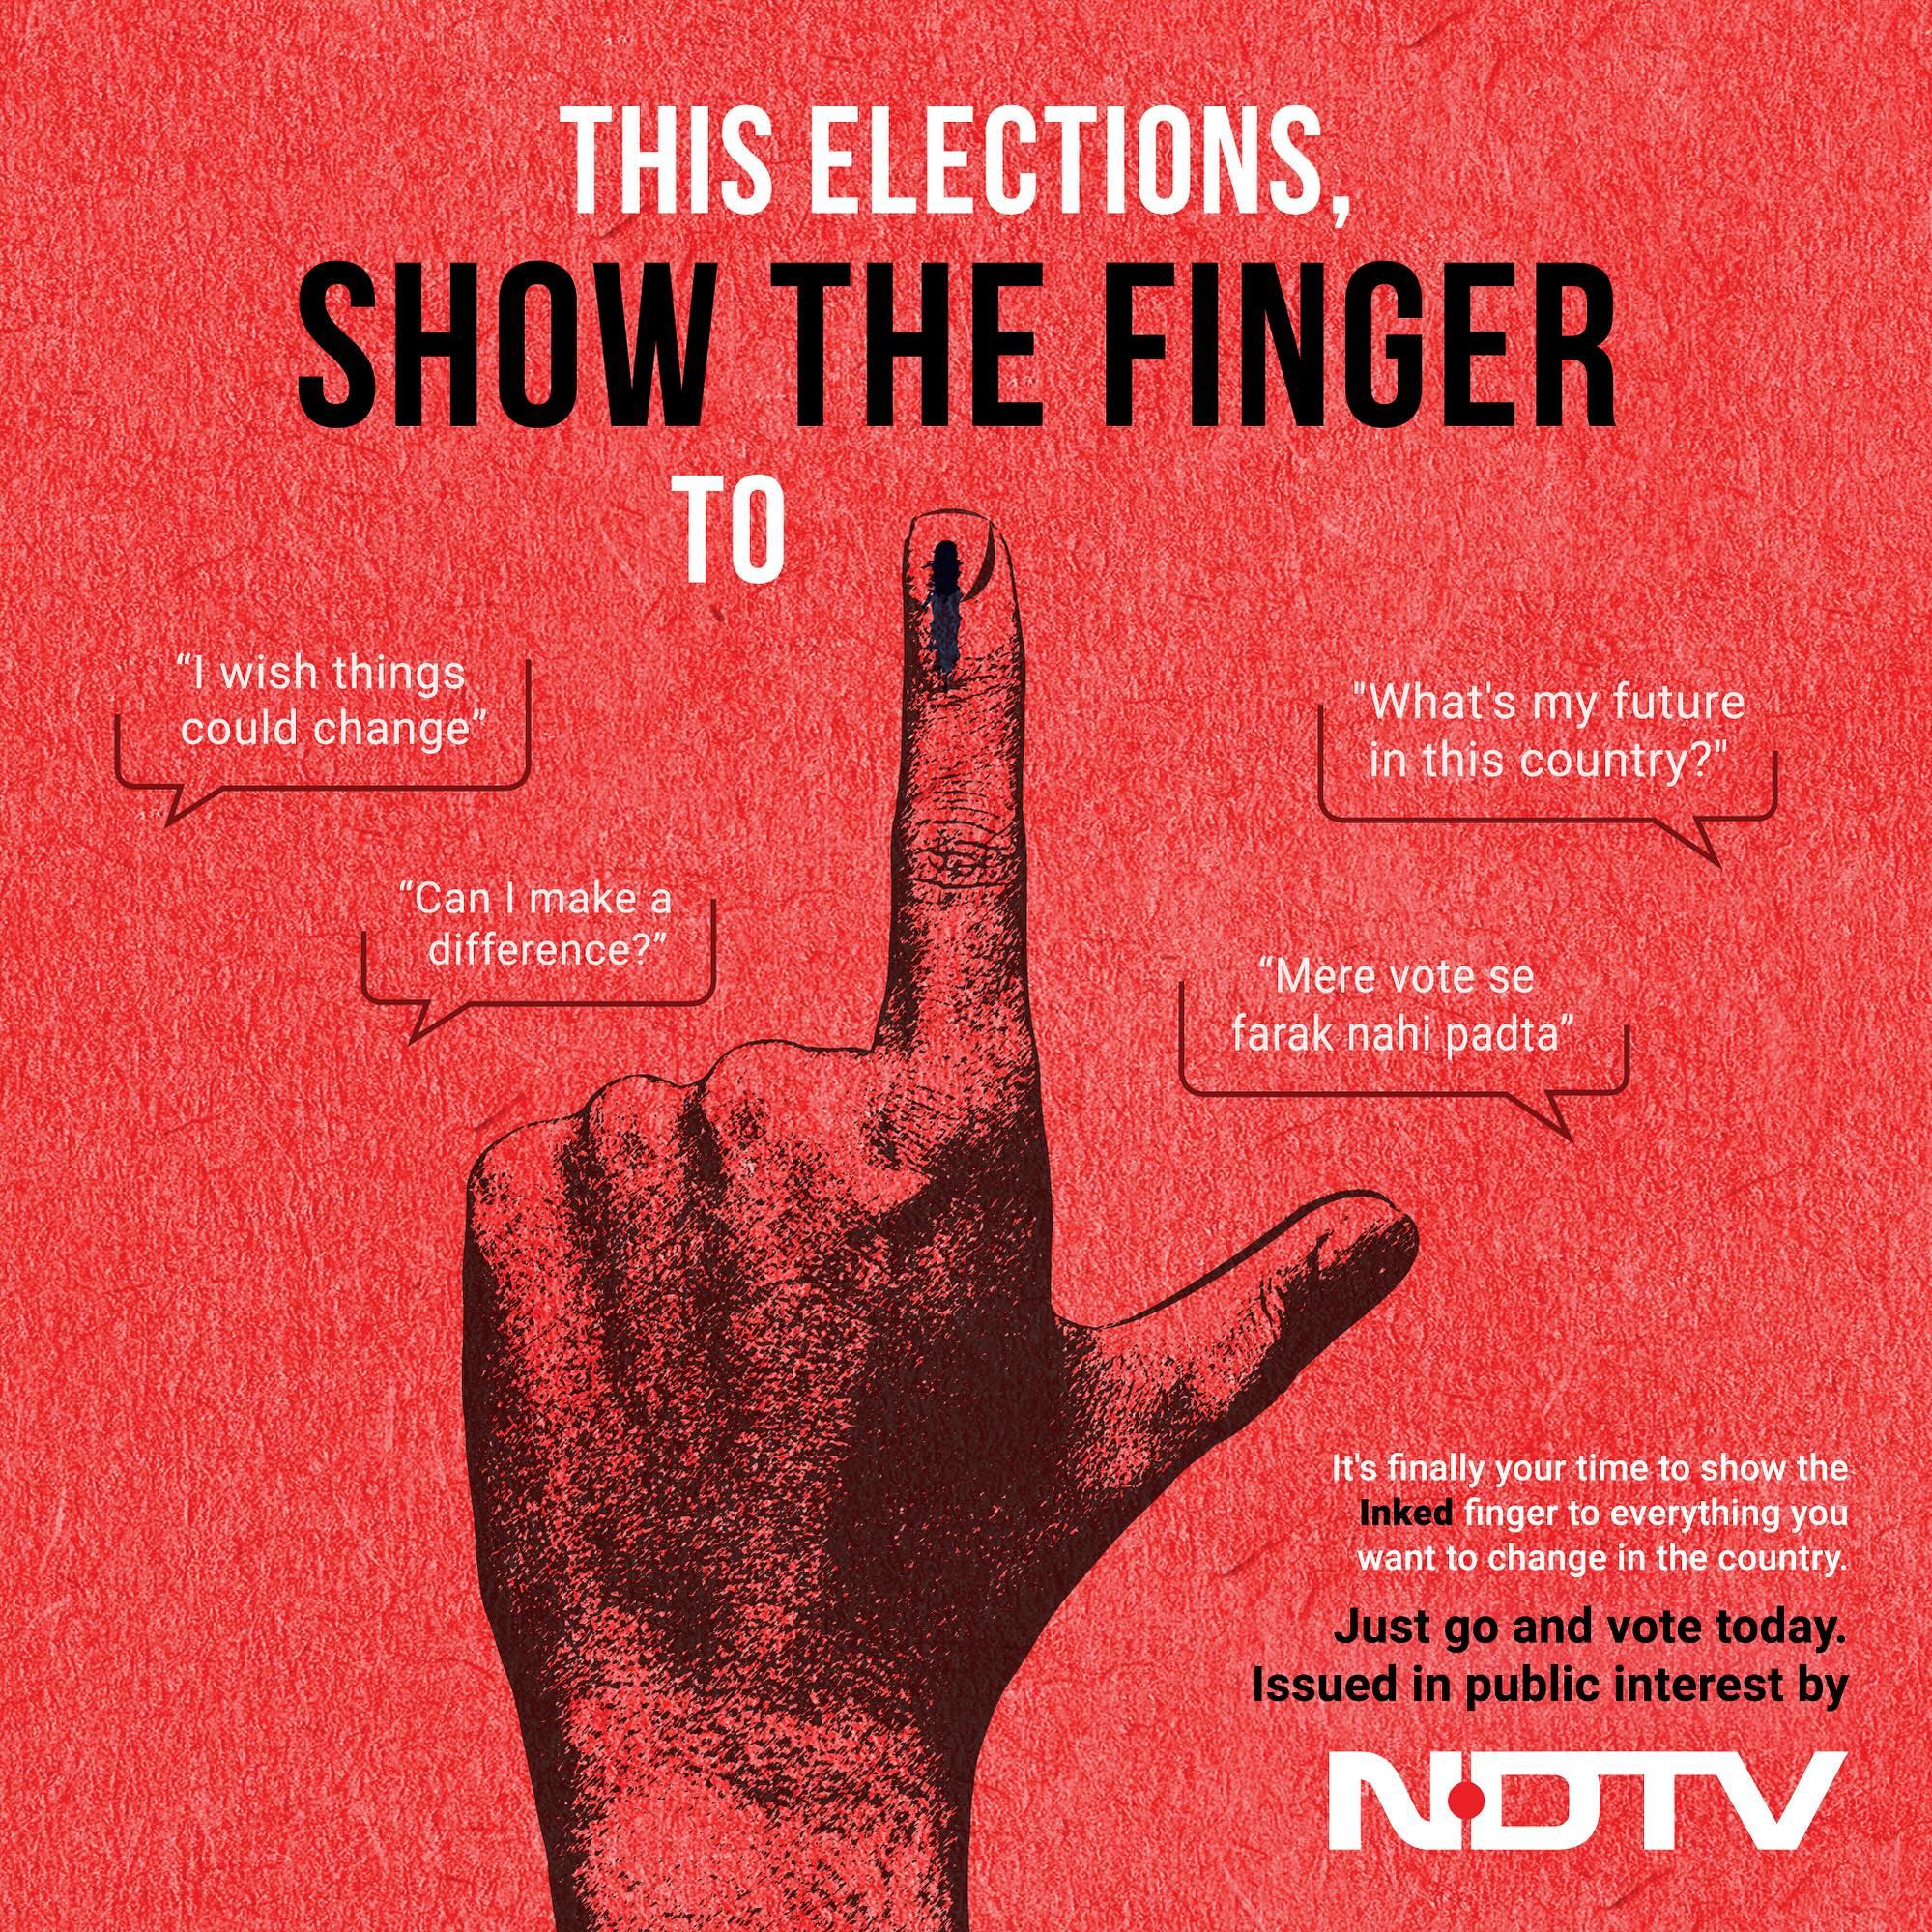 THIS ELECTIONS,
SHOW THE FINGER
TO
“I wish things
could change”
"What's my future
in this country?"
“Can I make a
difference?”
“Mere vote se
farak nahi padta”
It's finally your time to show the
Inked finger to everything you
want to change in the country.
Just go and vote today.
Issued in public interest by
NDTV